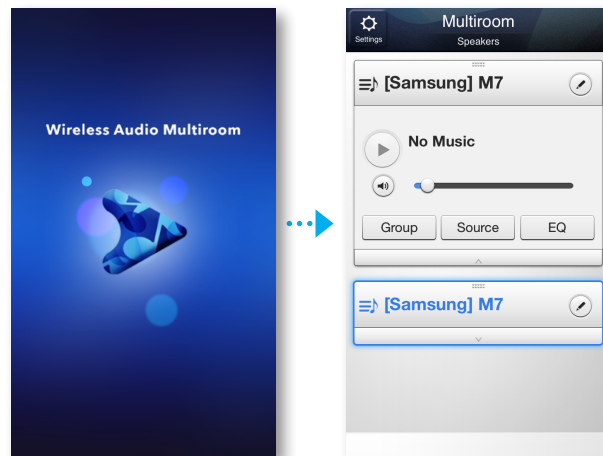 Wireless Audio Multiroom
Settings
Multiroom
Speakers
[Samsung] M7
No Music
Group
Source
EQ
[Samsung] M7